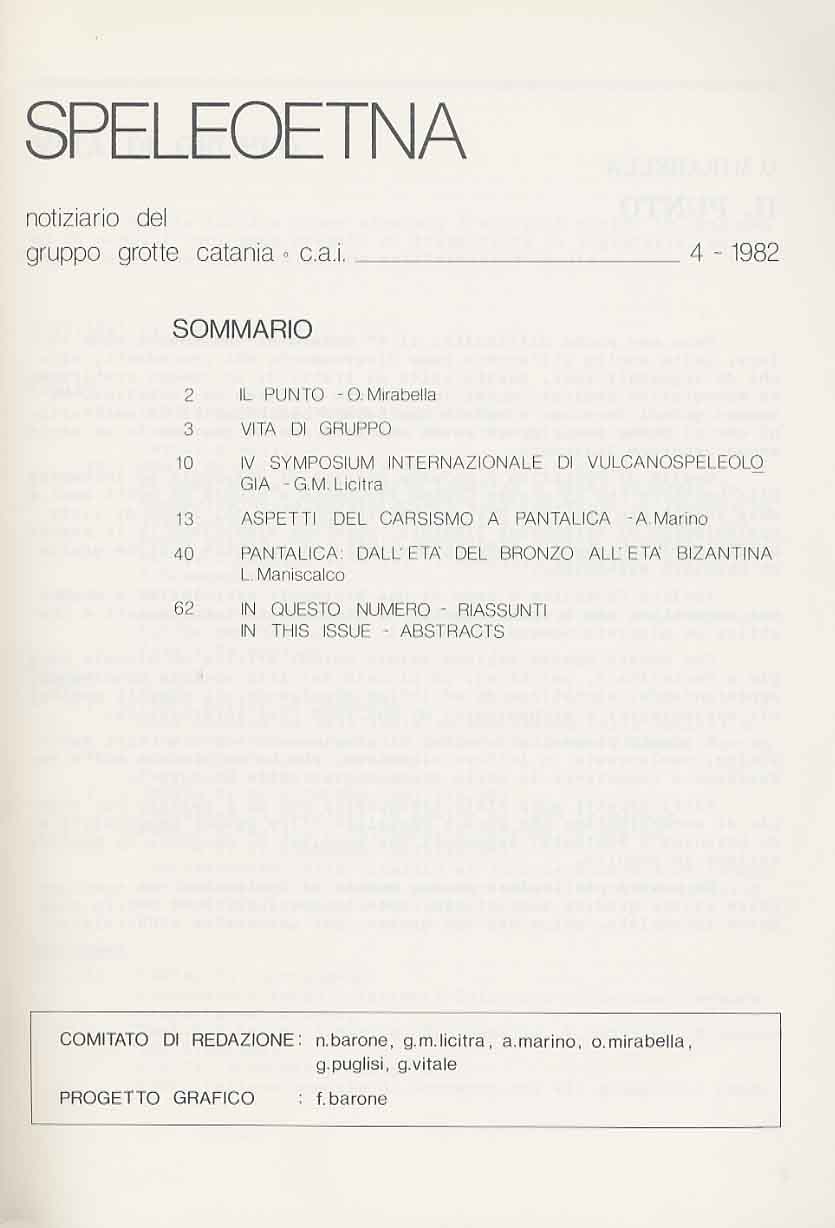 SPELEOETNA
notiziario del
gruppo grotte catania ∘ c.a.i. 4 - 1982
SOMMARIO
2 IL PUNTO - O. Mirabella
3 VITA DI GRUPPO
10 IV SYMPOSIUM INTERNAZIONALE DI VULCANOSPELEOLO
GIA - G.M. Licitra
13 ASPETTI DEL CARSISMO A PANTALICA - A. Marino
40 PANTALICA: DALL'ETA' DEL BRONZO ALL'ETA' BIZANTINA
L. Maniscalco
62 IN QUESTO NUMERO - RIASSUNTI
IN THIS ISSUE - ABSTRACTS
COMITATO DI REDAZIONE: n.barone, g.m.licitra, a.marino, o.mirabella,
g.puglisi, g.vitale
PROGETTO GRAFICO : f.barone